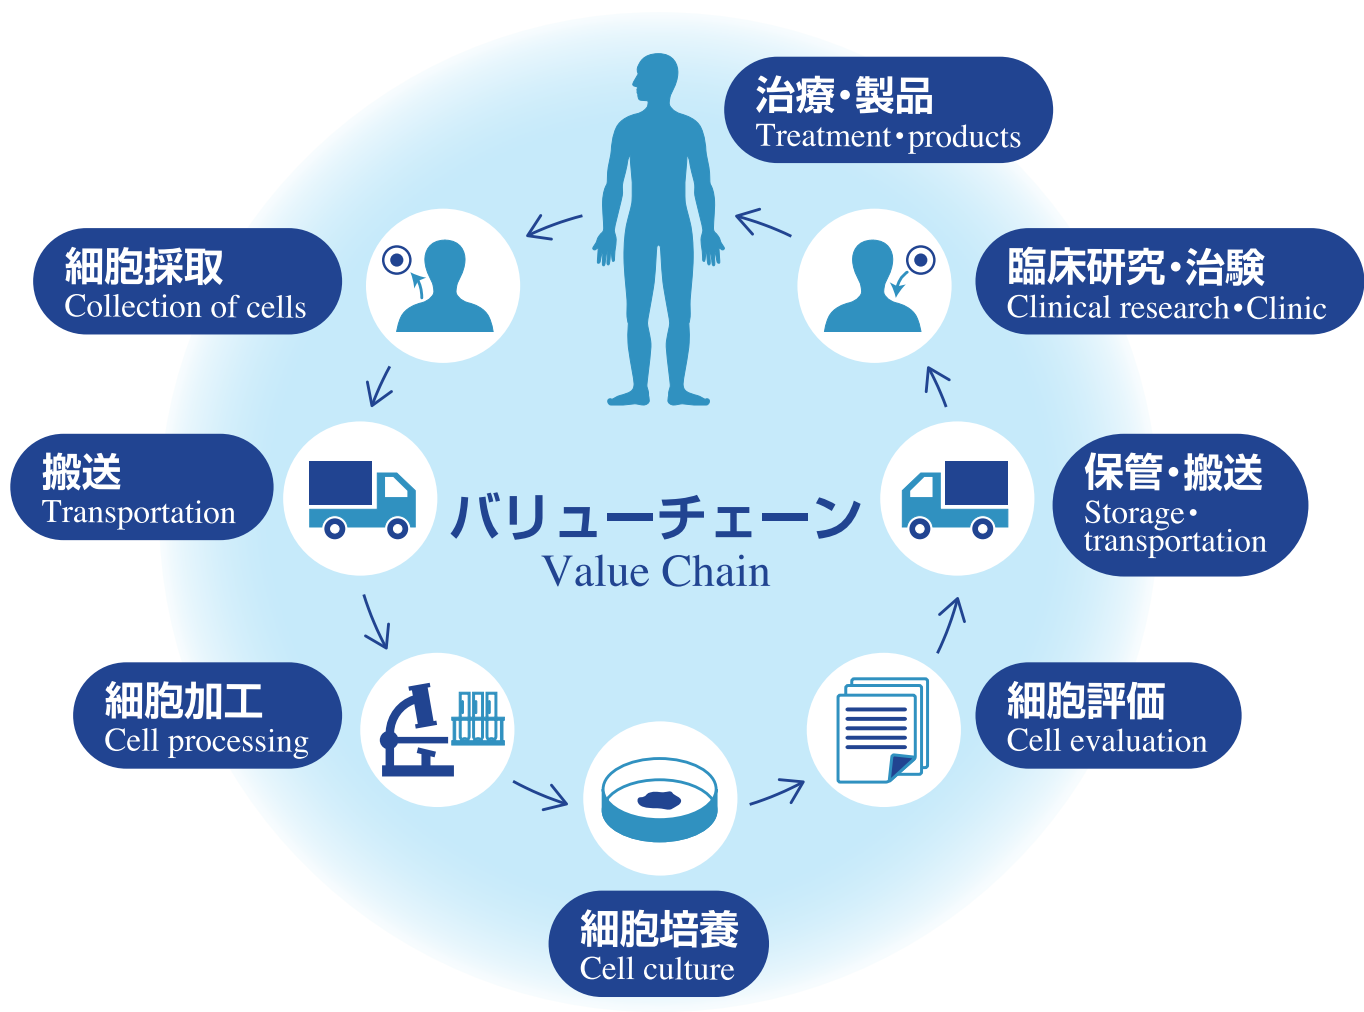 治療・製品
Treatment・products
細胞採取
Collection of cells
臨床研究・治験
Clinical research・Clinic
搬送
Transportation
保管・搬送
Storage・
transportation
バリューチェーン
Value Chain
細胞加工
Cell processing
細胞評価
Cell evaluation
細胞培養
Cell culture